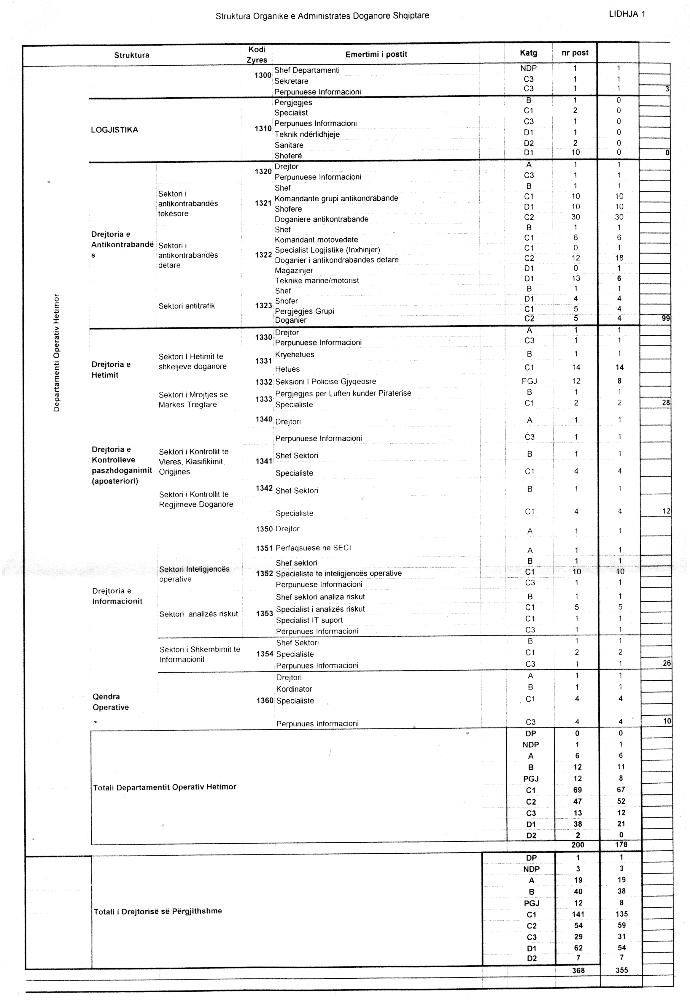 Struktura Organike e Administrates Doganore Shqiptare
LIDHJA 1
Struktura Kodi Zyres Emertimi i postit Katg nr post
Departamenti Operativ Hetimor
1300 Shef Departamenti NDP 1 1
Sekretare C3 1 1
Perpunuese Informacioni C3 1 1 3
LOGJISTIKA 1310
Pergjegjes B 1 0
Specialist C1 2 0
Perpunues Informacioni C3 1 0
Teknik ndërlidhjeje D1 1 0
Sanitare D2 2 0
Shoferë D1 10 0 0
Drejtoria e
Antikontrabandë
s
1320 Drejtor A 1 1
Perpunuese Informacioni C3 1 1
Sektori i
antikontrabandës
tokësore
1321
Shef B 1 1
Komandante grupi antikondrabande C1 10 10
Shofere D1 10 10
Doganiere antikontrabande C2 30 30
Sektori i
antikontrabandës
detare
1322
Shef B 1 1
Komandant motovedete C1 6 6
Specialist Logjistike (Inxhinjer) C1 0 1
Doganier i antikondrabandes detare C2 12 18
Magazinjer D1 0 1
Teknike marine/motorist D1 13 6
Sektori antitrafik 1323
Shef B 1 1
Shofer D1 4 4
Pergjegjes Grupi C1 5 4
Doganier C2 5 4 99
Drejtoria e
Hetimit
1330 Drejtor A 1 1
Perpunuese Informacioni C3 1 1
Sektori I Hetimit te
shkeljeve doganore
1331 Kryehetues B 1 1
Hetues C1 14 14
1332 Seksioni I Policise Gjyqeosre PGJ 12 8
Sektori i Mrojtjes se
Markes Tregtare
1333 Pergjegjes per Luften kunder Piraterise B 1 1
Specialiste C1 2 2 28
Drejtoria e
Kontrolleve
paszhdoganimit
(aposteriori)
1340 Drejtori A 1 1
Perpunuese Informacioni C3 1 1
Sektori i Kontrollit te
Vleres, Klasifikimit,
Origjines
1341 Shef Sektori B 1 1
Specialiste C1 4 4
Sektori i Kontrollit te
Regjimeve Doganore
1342 Shef Sektori B 1 1
Specialiste C1 4 4 12
Drejtoria e
Informacionit
1350 Drejtor A 1 1
1351 Perfaqsuese ne SECI A 1 1
Sektori Inteligjencës
operative
Shef sektori B 1 1
1352 Specialiste te inteligjencës operative C1 10 10
Perpunuese Informacioni C3 1 1
Sektori analizës riskut 1353
Shef sektori analiza riskut B 1 1
Specialist i analizës riskut C1 5 5
Specialist IT suport C1 1 1
Perpunues Informacioni C3 1 1
Sektori i Shkembimit te
Informacionit
Shef Sektori B 1 1
1354 Specialiste C1 2 2
Perpunues Informacioni C3 1 1 26
Qendra
Operative
Drejtori A 1 1
Kordinator B 1 1
1360 Specialiste C1 4 4
Perpunues Informacioni C3 4 4 10
Totali Departamentit Operativ Hetimor
DP 0 0
NDP 1 1
A 6 6
B 12 11
PGJ 12 8
C1 69 67
C2 47 52
C3 13 12
D1 38 21
D2 2 0
200 178
Totali i Drejtorisë së Përgjithshme
DP 1 1
NDP 3 3
A 19 19
B 40 38
PGJ 12 8
C1 141 135
C2 54 59
C3 29 31
D1 62 54
D2 7 7
368 355